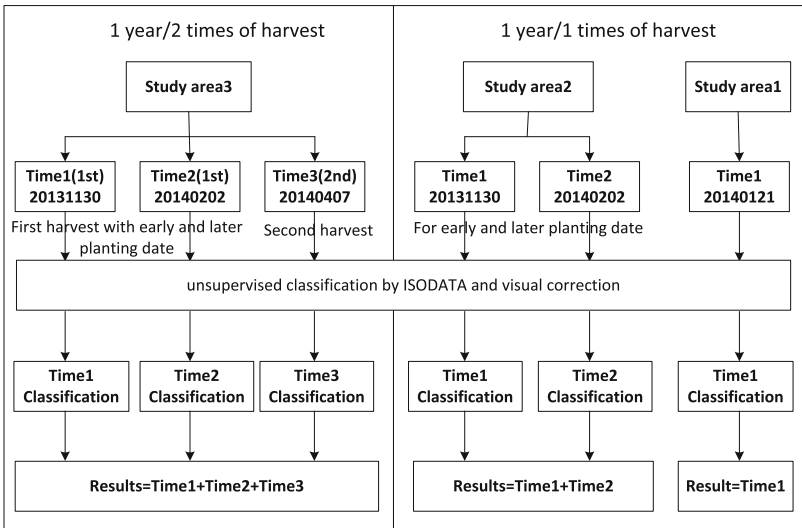 1 year/2 times of harvest
1 year/1 times of harvest
Study area3
Study area2
Study area1
Time1(1st)
20131130
Time2(1st)
20140202
Time3(2nd)
20140407
Time1
20131130
Time2
20140202
Time1
20140121
First harvest with early and later
planting date
Second harvest
For early and later planting date
unsupervised classification by ISODATA and visual correction
Time1
Classification
Time2
Classification
Time3
Classification
Time1
Classification
Time2
Classification
Time1
Classification
Results=Time1+Time2+Time3
Results=Time1+Time2
Result=Time1